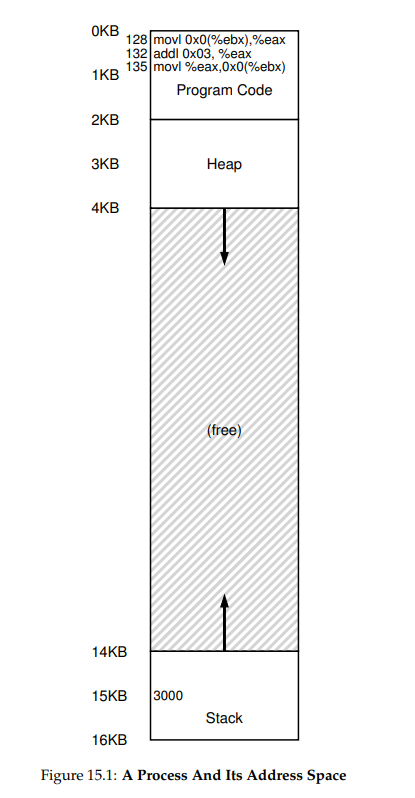 0KB
128 movl 0x0(%ebx),%eax
132 addl 0x03, %eax
135 movl %eax,0x0(%ebx)
1KB
Program Code
2KB
3KB
Heap
4KB
(free)
14KB
15KB
3000
Stack
16KB
Figure 15.1: A Process And Its Address Space